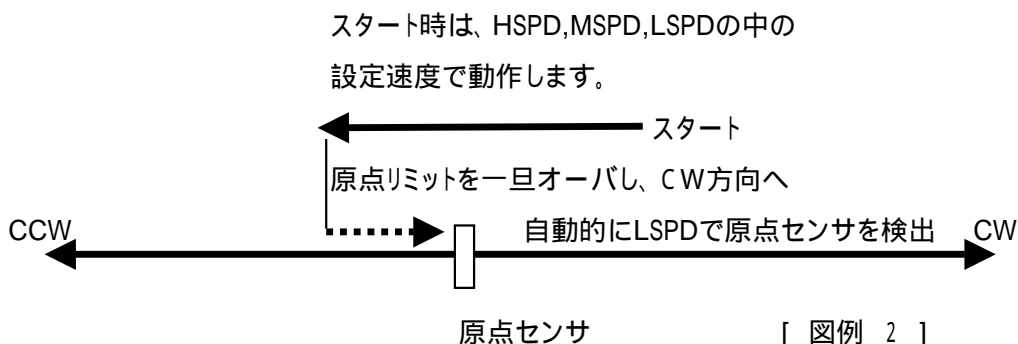 スタート時は、HSPD,MSPD,LSPDの中の
設定速度で動作します。
スタート
原点リミットを一旦オーバし、CW方向へ
CCW
自動的にLSPDで原点センサを検出
CW
原点センサ
[ 図例 2 ]